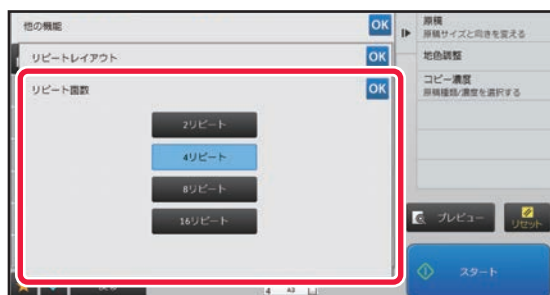 他の機能
OK
リピートレイアウト
OK
リピート面数
OK
2リピート
4リピート
8リピート
16リピート
原稿
原稿サイズと向きを変える
地色調整
コピー濃度
原稿種類/濃度を選択する
プレビュー
リセット
スタート
4
A3